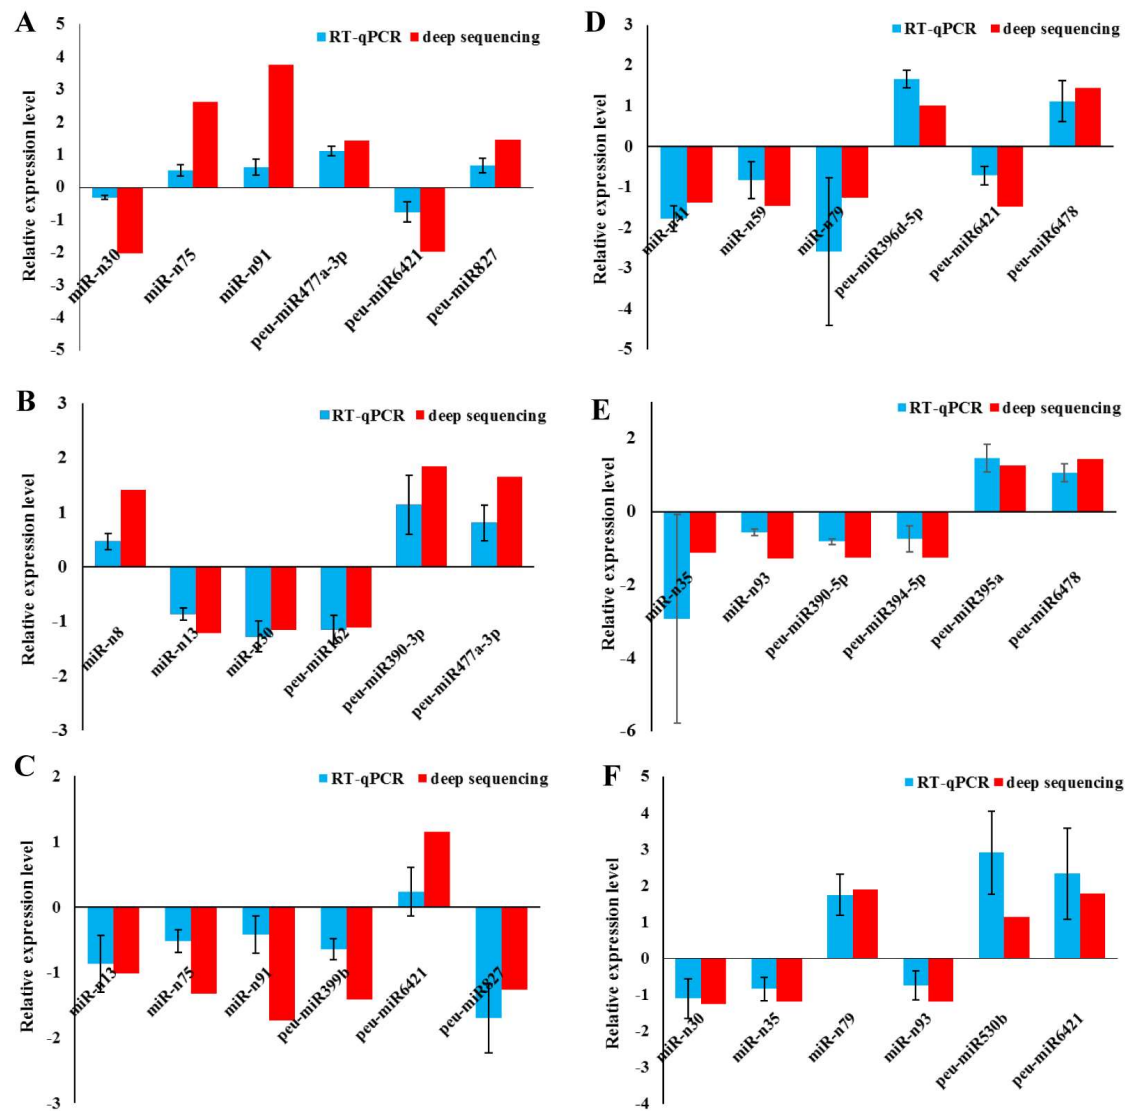 A
RT-qPCR deep sequencing
Relative expression level
5
4
3
2
1
0
-1
-2
-3
-4
-5
miR-n30
miR-n75
miR-n91
peu-miR477a-3p
peu-miR6421
peu-miR827
B
RT-qPCR deep sequencing
Relative expression level
3
2
1
0
-1
-2
-3
miR-n8
miR-n13
miR-n30
peu-miR162
peu-miR390-3p
peu-miR477a-3p
C
RT-qPCR deep sequencing
Relative expression level
2
1
0
-1
-2
-3
miR-n13
miR-n75
miR-n91
peu-miR399b
peu-miR6421
peu-miR827
D
RT-qPCR deep sequencing
Relative expression level
3
2
1
0
-1
-2
-3
-4
-5
miR-n41
miR-n59
miR-n79
peu-miR396d-5p
peu-miR6421
peu-miR6478
E
RT-qPCR deep sequencing
Relative expression level
2
0
-2
-4
-6
miR-n35
miR-n93
peu-miR390-5p
peu-miR394-5p
peu-miR395a
peu-miR6478
F
RT-qPCR deep sequencing
Relative expression level
5
4
3
2
1
0
-1
-2
-3
-4
miR-n30
miR-n35
miR-n79
miR-n93
peu-miR530b
peu-miR6421